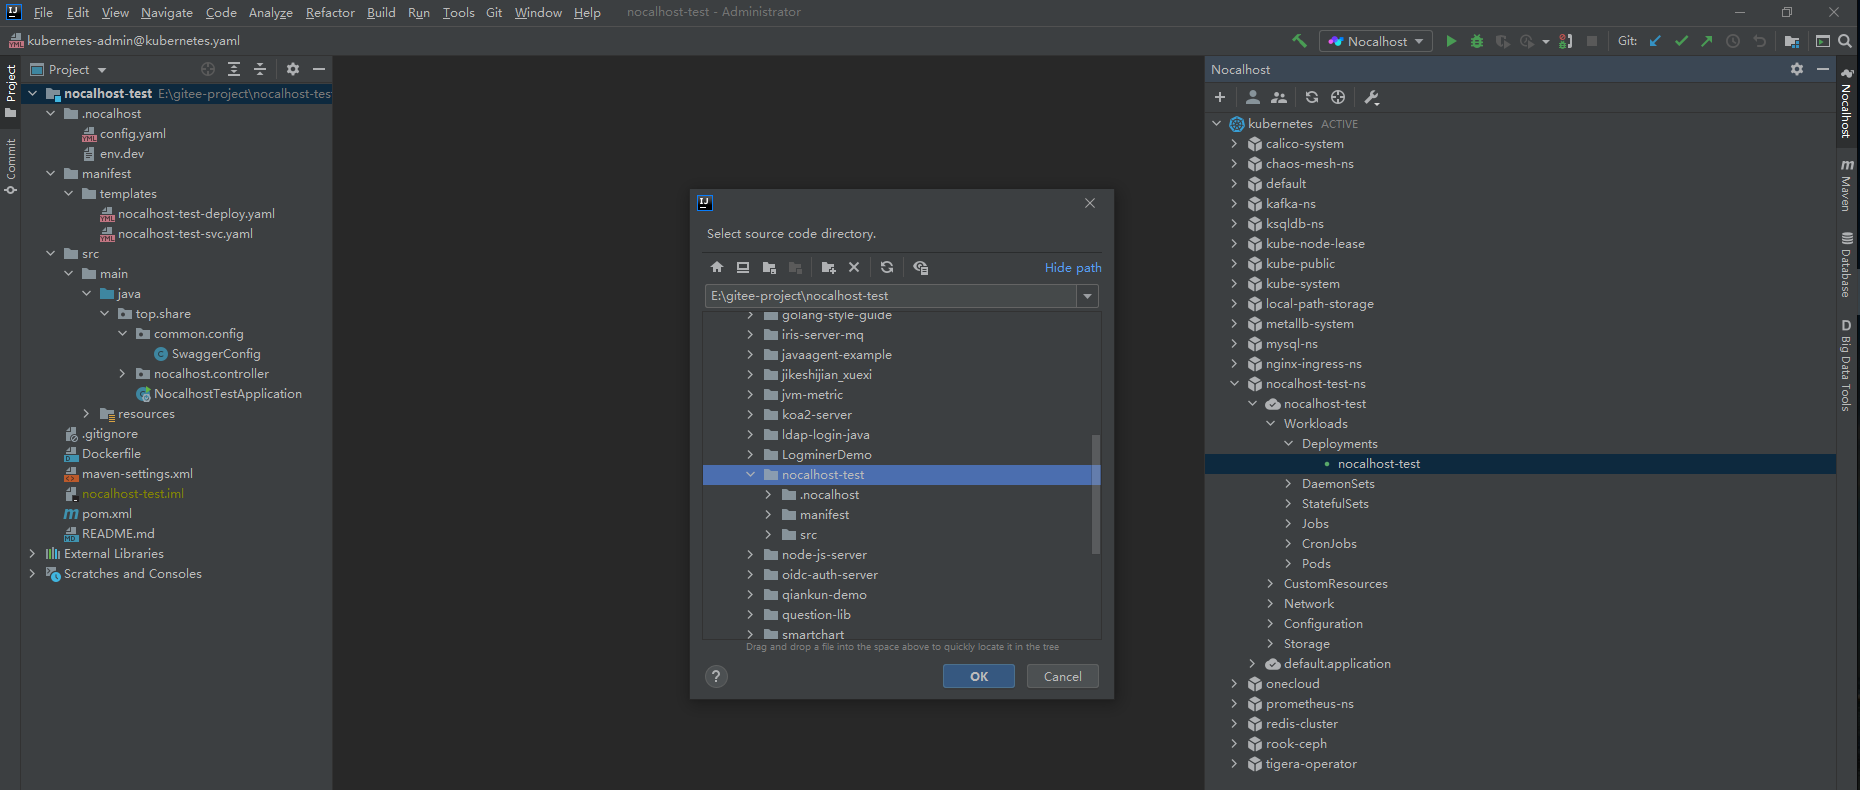 File Edit View Navigate Code Analyze Refactor Build Run Tools Git Window Help nocalhost-test - Administrator
kubernetes-admin@kubernetes.yaml
Nocalhost
Git:
Project
Commit
Project
nocalhost-test E:\gitee-project\nocalhost-tes
.nocalhost
config.yaml
env.dev
manifest
templates
nocalhost-test-deploy.yaml
nocalhost-test-svc.yaml
src
main
java
top.share
common.config
SwaggerConfig
nocalhost.controller
NocalhostTestApplication
resources
.gitignore
Dockerfile
maven-settings.xml
nocalhost-test.iml
pom.xml
README.md
External Libraries
Scratches and Consoles
Select source code directory.
Hide path
E:\gitee-project\nocalhost-test
golang-style-guide
iris-server-mq
javaagent-example
jikeshijian_xuexi
jvm-metric
koa2-server
ldap-login-java
LogminerDemo
nocalhost-test
.nocalhost
manifest
src
node-js-server
oidc-auth-server
qiankun-demo
question-lib
smartchart
Drag and drop a file into the space above to quickly locate it in the tree
?
OK
Cancel
Nocalhost
kubernetes ACTIVE
calico-system
chaos-mesh-ns
default
kafka-ns
ksqldb-ns
kube-node-lease
kube-public
kube-system
local-path-storage
metallb-system
mysql-ns
nginx-ingress-ns
nocalhost-test-ns
nocalhost-test
Workloads
Deployments
nocalhost-test
DaemonSets
StatefulSets
Jobs
CronJobs
Pods
CustomResources
Network
Configuration
Storage
default.application
onecloud
prometheus-ns
redis-cluster
rook-ceph
tigera-operator
Nocalhost
Maven
Database
Big Data Tools